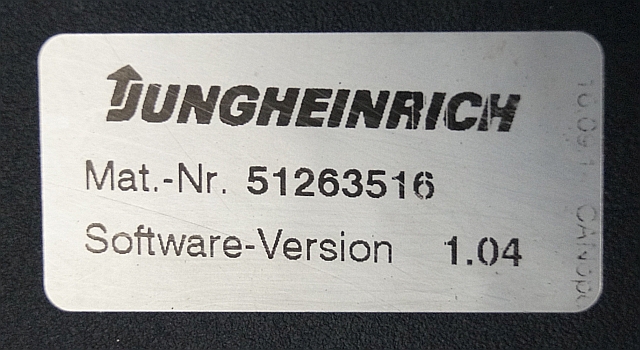 JUNGHEINRICH
Mat.-Nr. 51263516
Software-Version 1.04